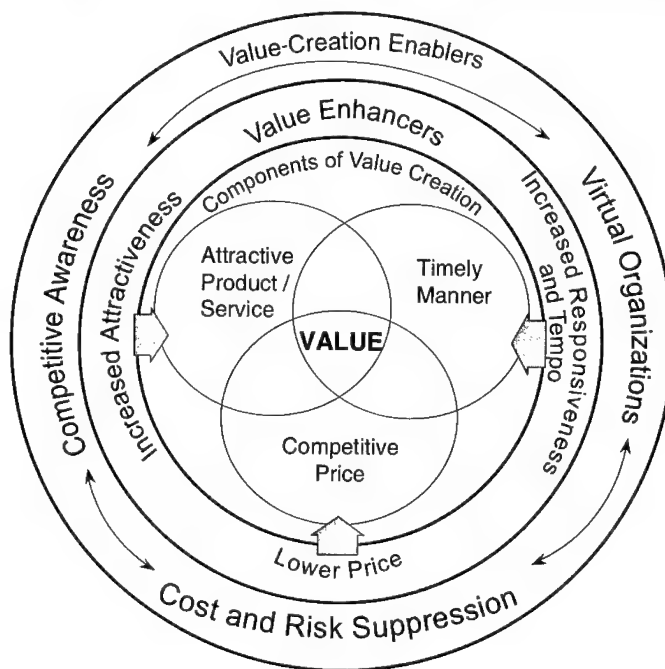 Value-Creation Enablers
Value Enhancers
Components of Value Creation
Competitive Awareness
Increased Attractiveness
Attractive
Product /
Service
Timely
Manner
Increased Responsiveness
and Tempo
Virtual Organizations
VALUE
Competitive
Price
Lower Price
Cost and Risk Suppression